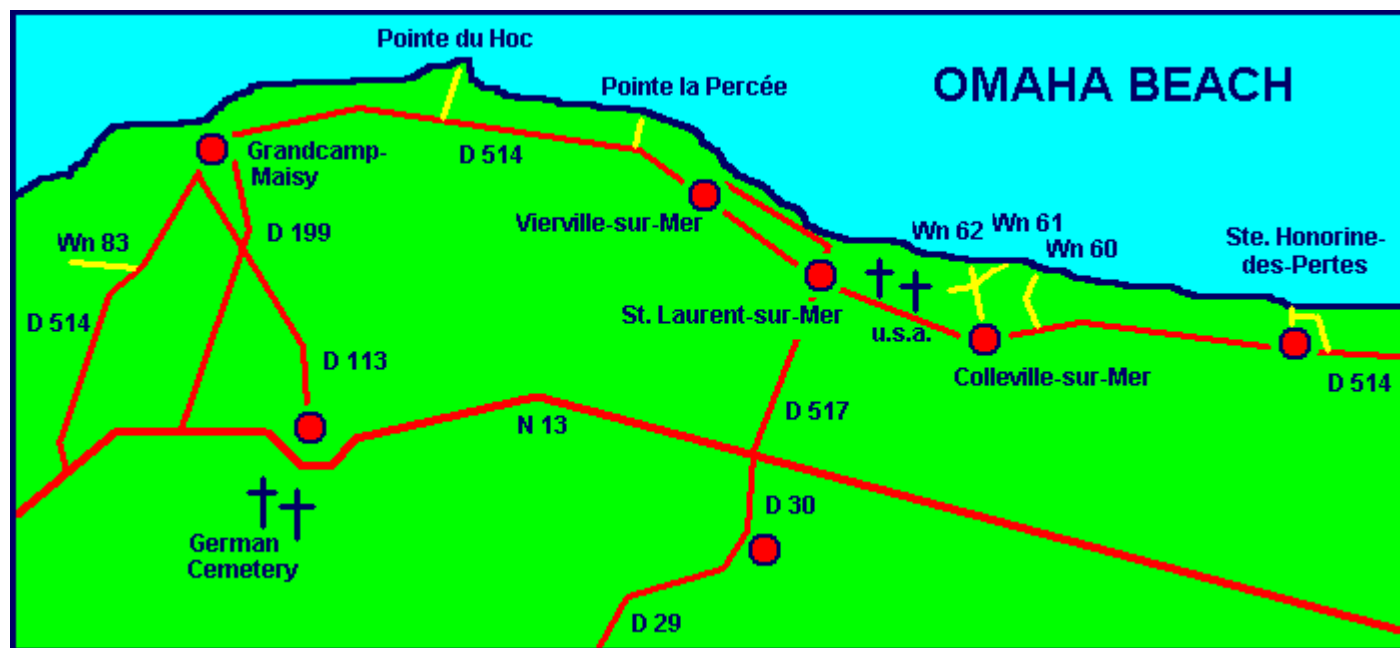 Pointe du Hoc
Pointe la Percée
OMAHA BEACH
Grandcamp-
Maisy
D 514
Vierville-sur-Mer
D 199
Wn 83
Wn 62
Wn 61
Wn 60
Ste. Honorine-
des-Pertes
D 514
St. Laurent-sur-Mer
u.s.a.
D 113
Colleville-sur-Mer
D 514
D 517
N 13
D 30
German
Cemetery
D 29